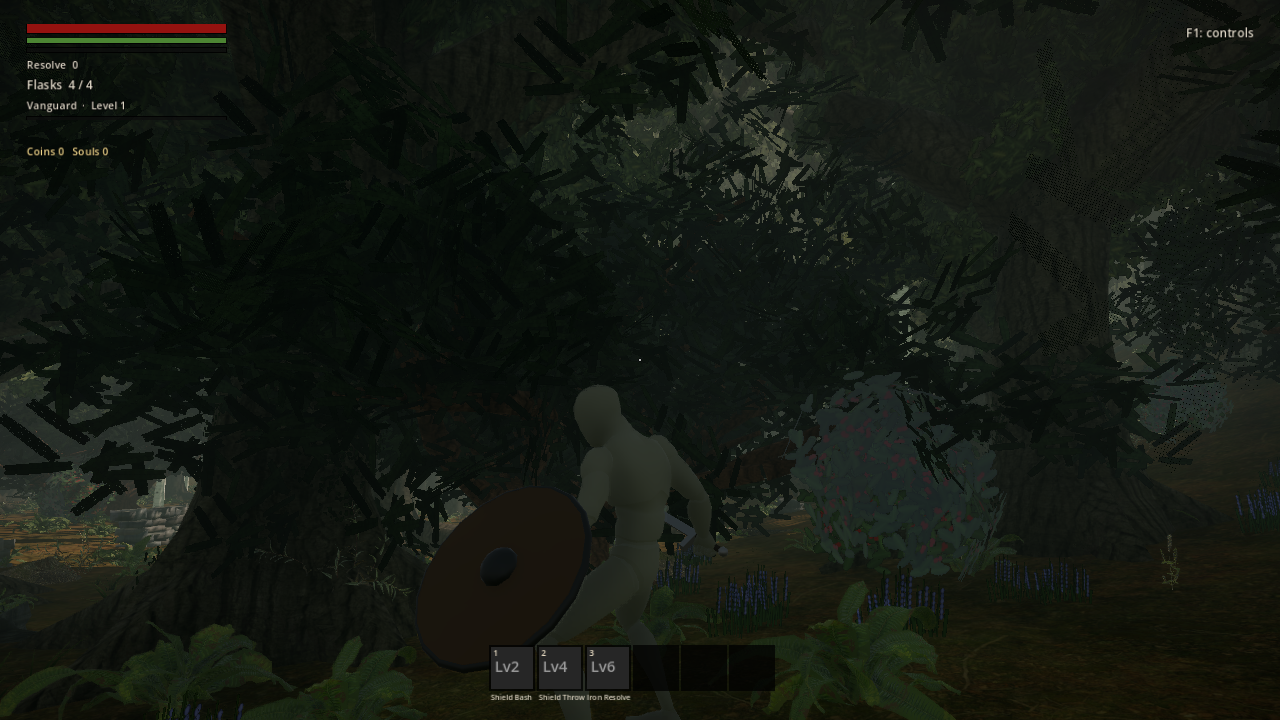 F1: controls
Resolve 0
Flasks 4 / 4
Vanguard · Level 1
Coins 0 Souls 0
1 2 3
Lv2 Lv4 Lv6
Shield Bash Shield Throw Iron Resolve